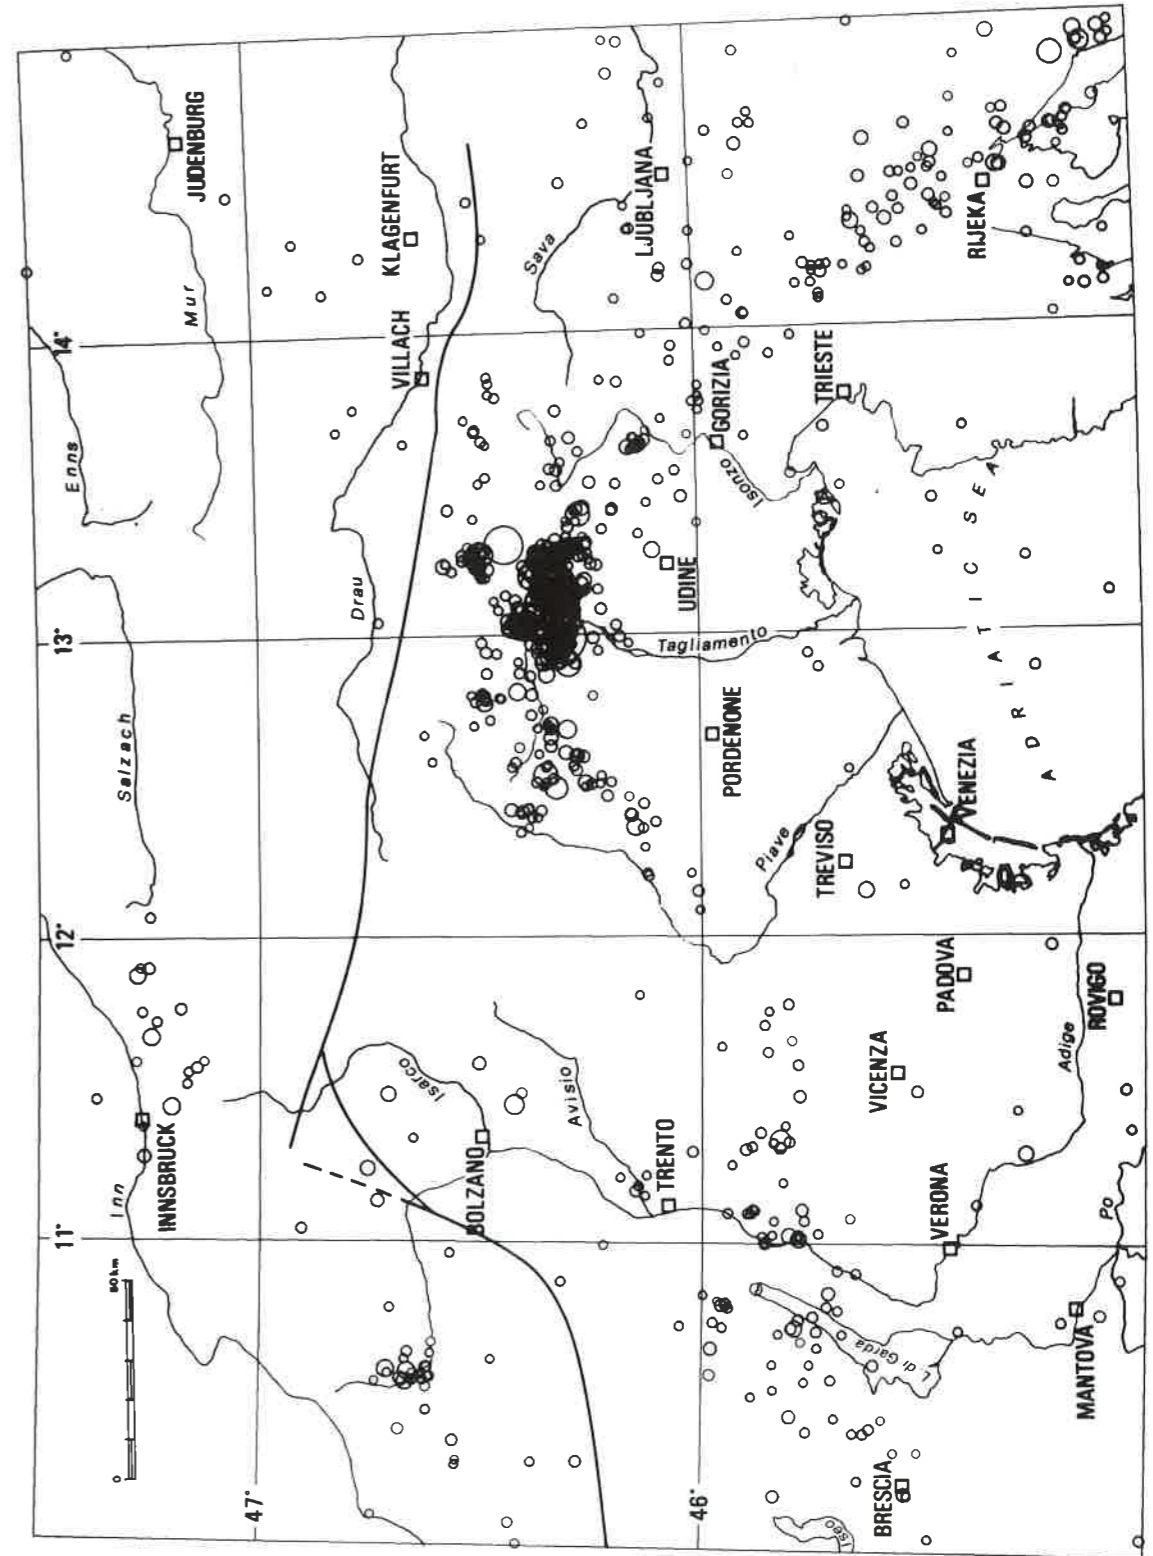 JUDENBURG
KLAGENFURT
LJUBLJANA
RIJEKA
Mur
Sava
14°
VILLACH
GORIZIA
TRIESTE
Enns
Isonzo
ADRIATIC SEA
Drau
UDINE
13°
Tagliamento
Salzach
PORDENONE
VENEZIA
Piave
TREVISO
12°
PADOVA
ROVIGO
Isarco
Avisio
VICENZA
Adige
Inn
INNSBRUCK
BOLZANO
TRENTO
VERONA
Po
11°
50 km
0
L. di Garda
MANTOVA
47°
46°
BRESCIA
Iseo